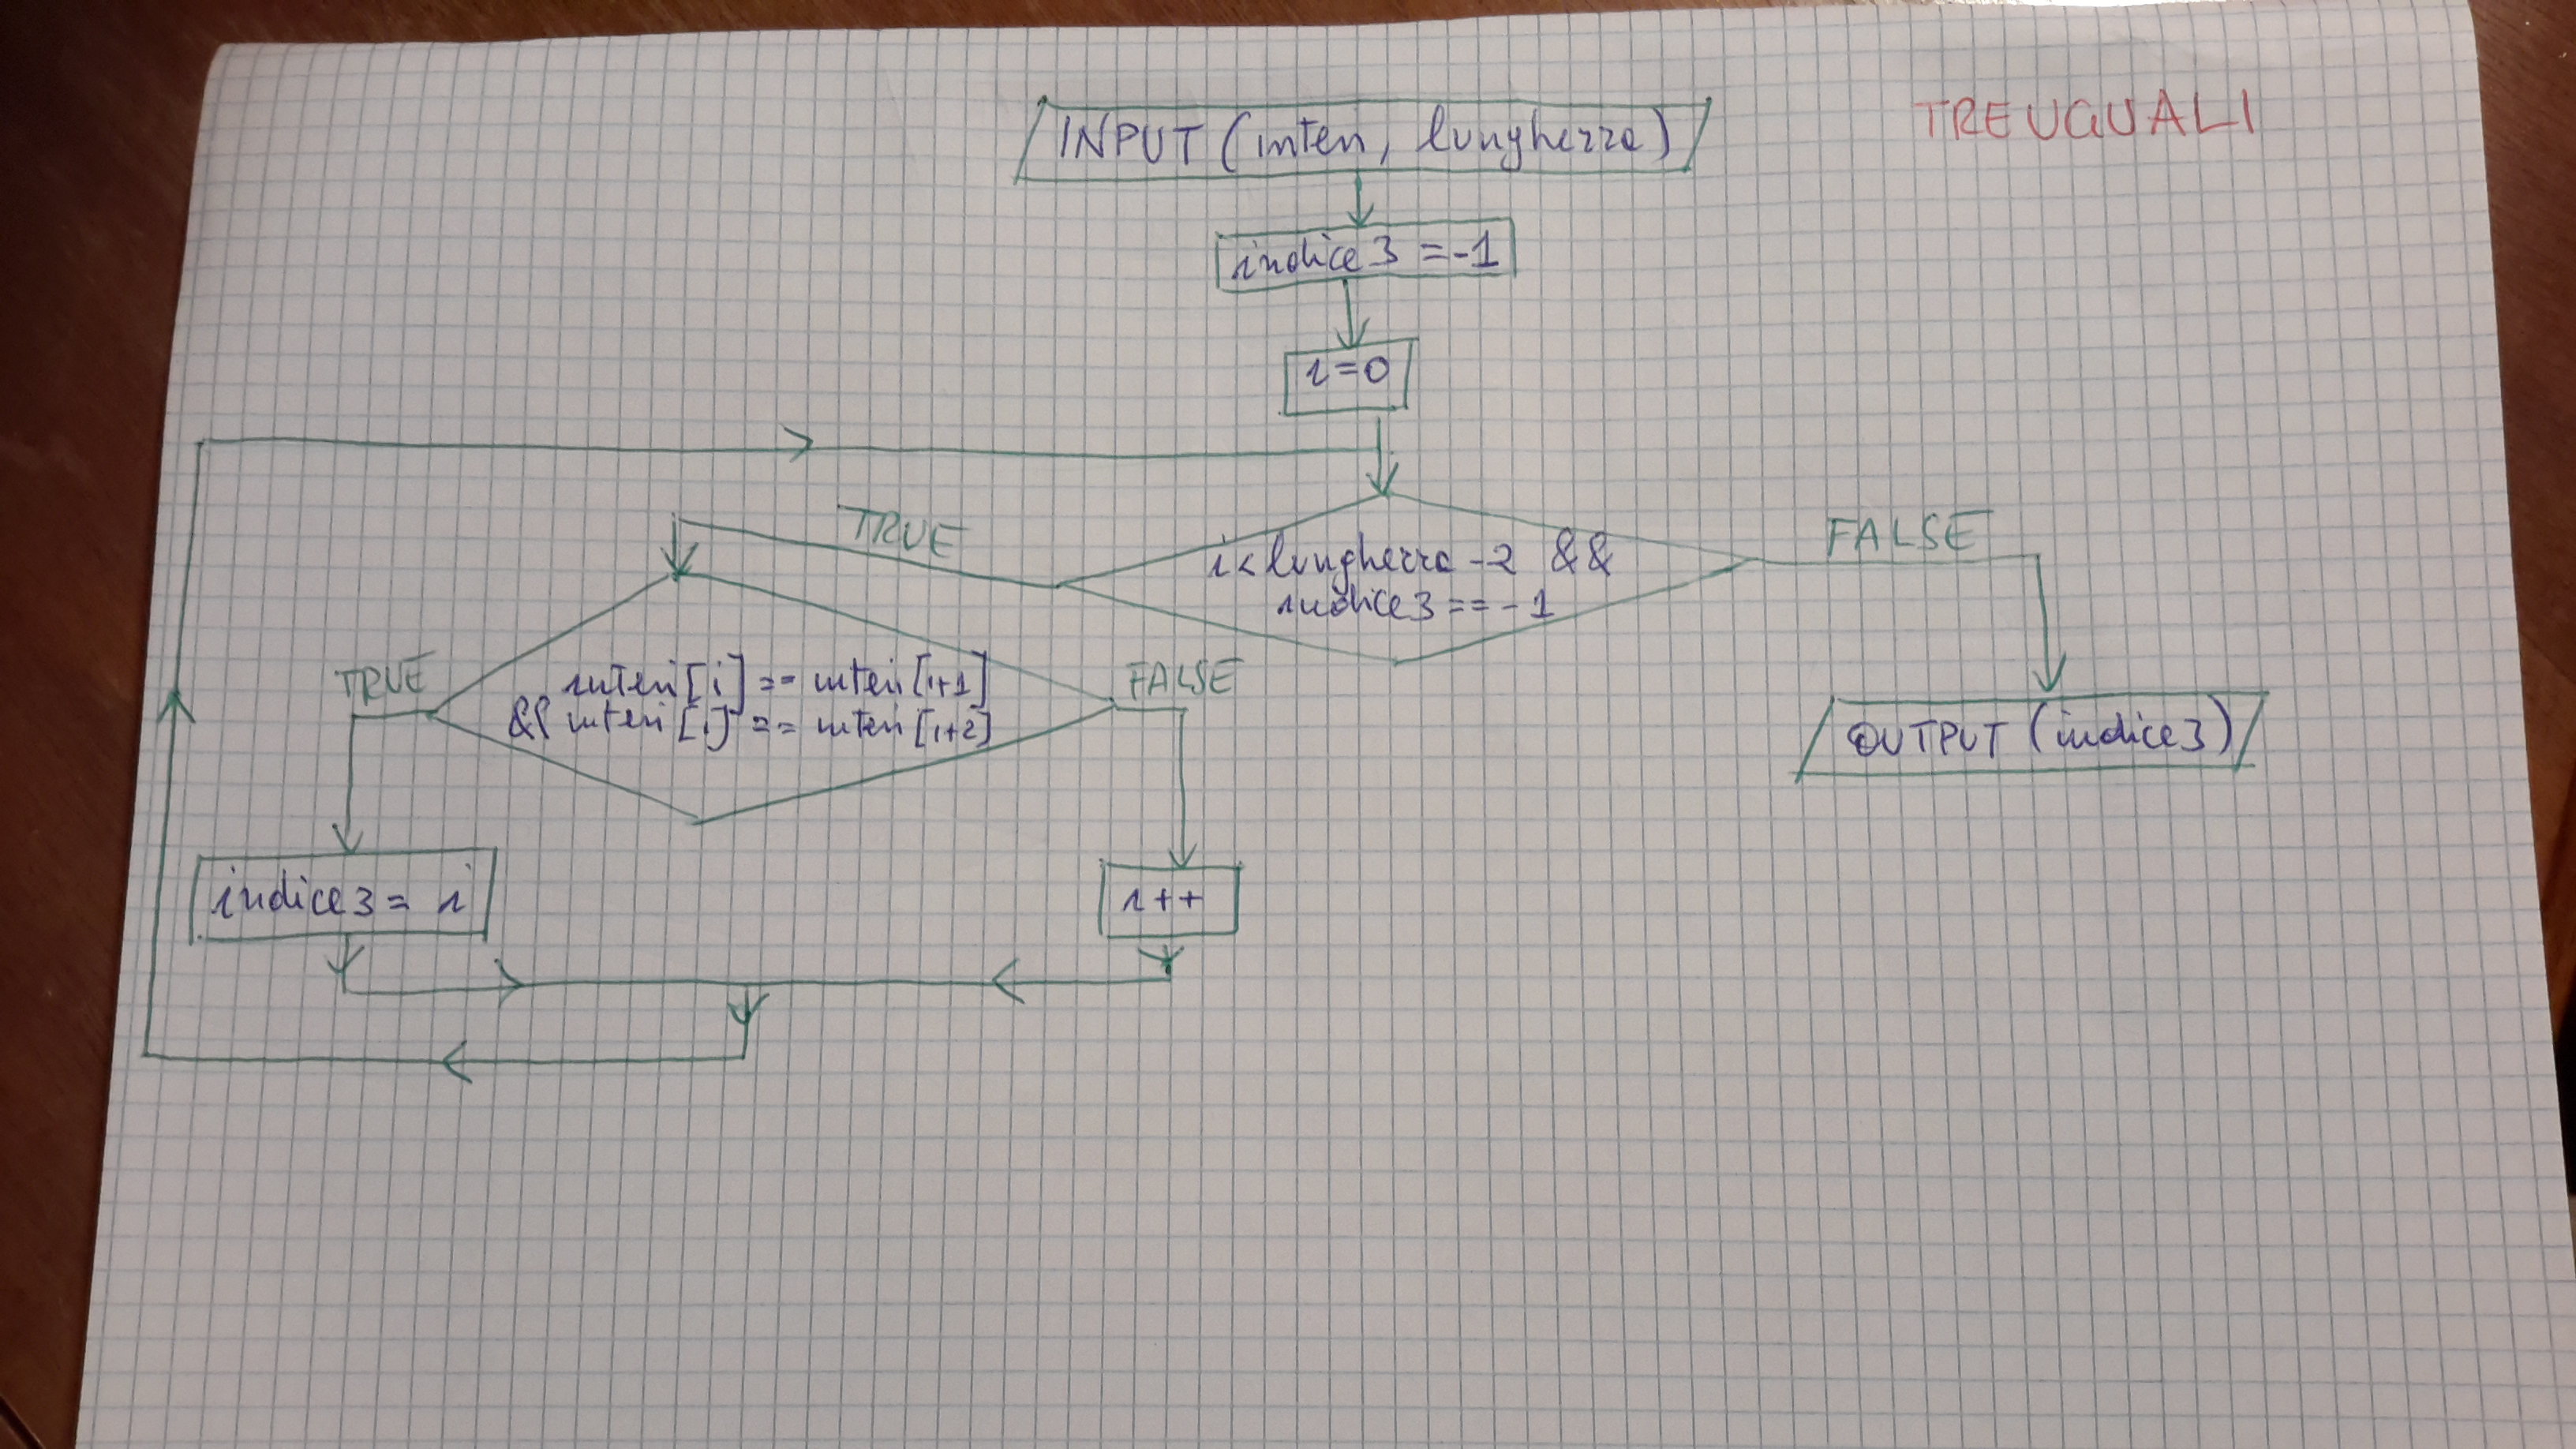 TREUGUALI
INPUT (interi, lunghezza)
indice3 = -1
i=0
i<lunghezza -2 &&
indice3 == -1
TRUE
FALSE
interi[i] == interi[i+1]
&& interi[i] == interi[i+2]
TRUE
FALSE
OUTPUT (indice3)
indice3 = i
i++